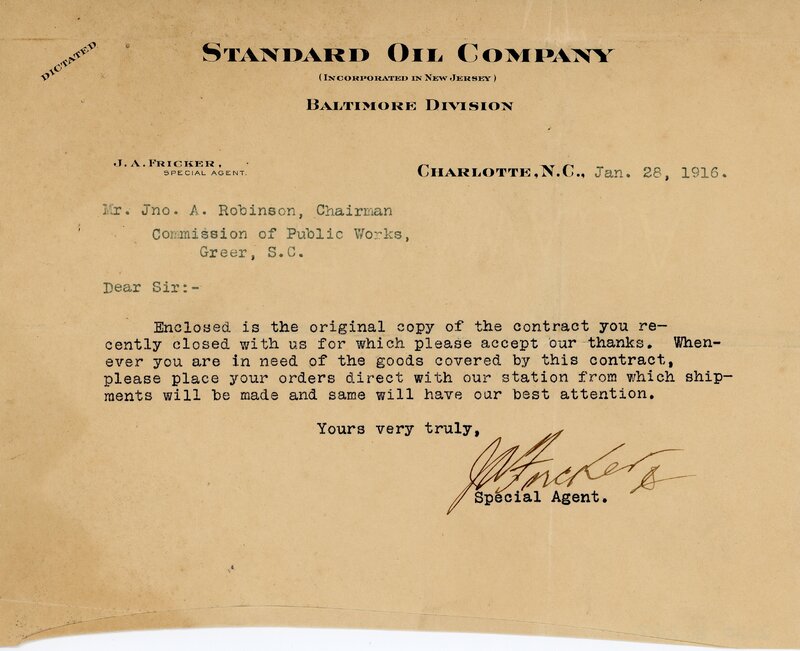 DICTATED
STANDARD OIL COMPANY
(INCORPORATED IN NEW JERSEY)
BALTIMORE DIVISION
J. A. FRICKER,
SPECIAL AGENT.
CHARLOTTE, N.C., Jan. 28, 1916.
Mr. Jno. A. Robinson, Chairman
Commission of Public Works,
Greer, S.C.
Dear Sir:-
Enclosed is the original copy of the contract you re-
cently closed with us for which please accept our thanks. When-
ever you are in need of the goods covered by this contract,
please place your orders direct with our station from which ship-
ments will be made and same will have our best attention.
Yours very truly,
J A Fricker
Special Agent.